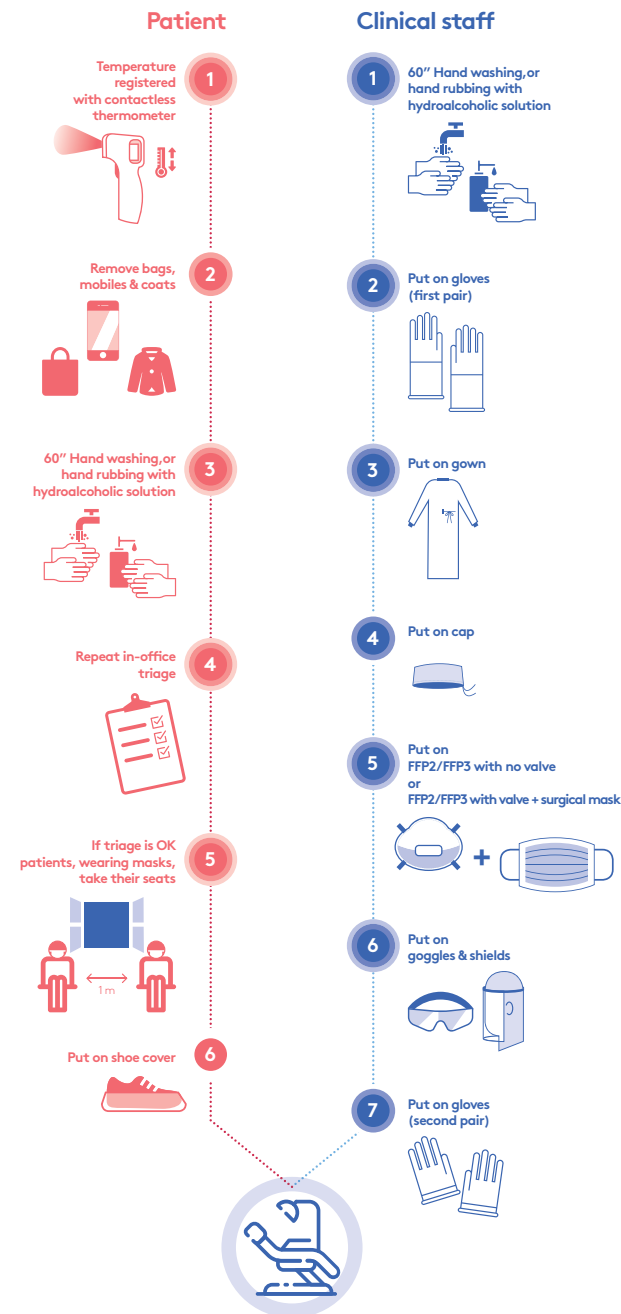 Patient
1
Temperature
registered
with contactless
thermometer
2
Remove bags,
mobiles & coats
3
60” Hand washing,or
hand rubbing with
hydroalcoholic solution
4
Repeat in-office
triage
5
If triage is OK
patients, wearing masks,
take their seats
1 m
6
Put on shoe cover
Clinical staff
1
60” Hand washing,or
hand rubbing with
hydroalcoholic solution
2
Put on gloves
(first pair)
3
Put on gown
4
Put on cap
5
Put on
FFP2/FFP3 with no valve
or
FFP2/FFP3 with valve + surgical mask
+
6
Put on
goggles & shields
7
Put on gloves
(second pair)